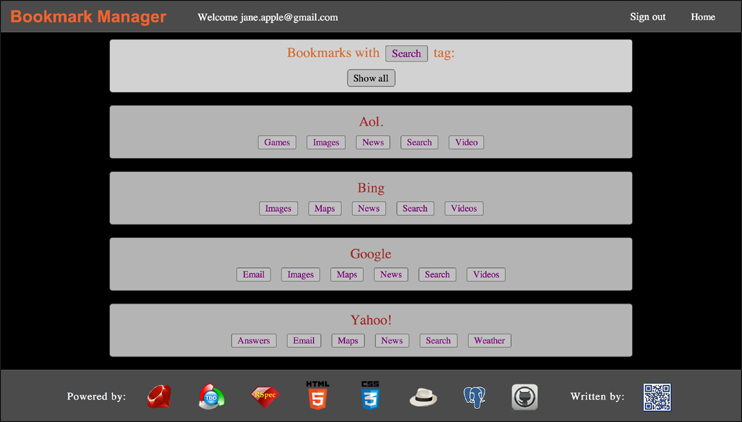 Bookmark Manager Welcome jane.apple@gmail.com Sign out Home
Bookmarks with Search tag:
Show all
Aol.
Games Images News Search Video
Bing
Images Maps News Search Videos
Google
Email Images Maps News Search Videos
Yahoo!
Answers Email Maps News Search Weather
Powered by: TDD RSpec HTML 5 CSS 3 Written by: